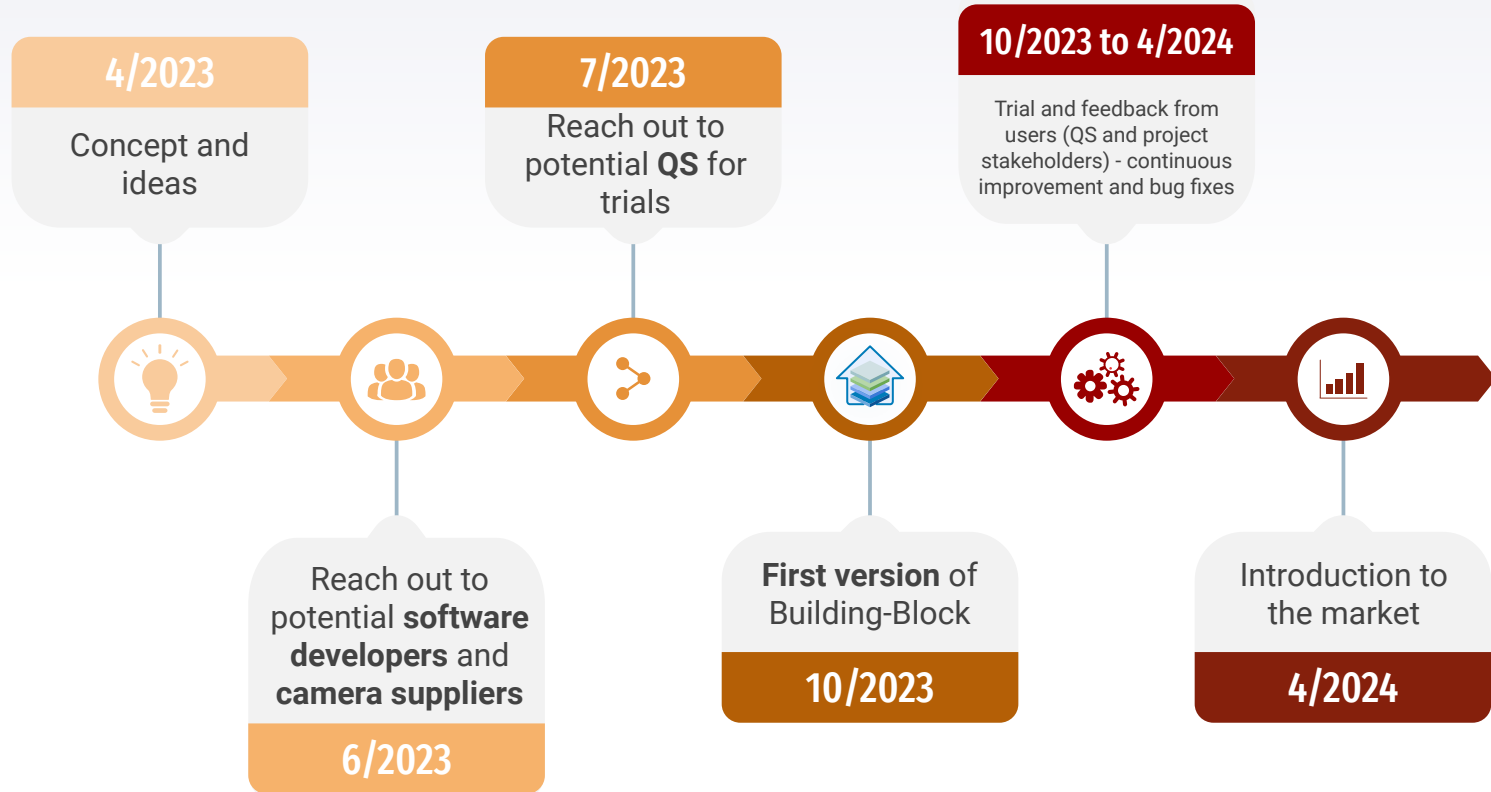 4/2023
Concept and
ideas
Reach out to
potential software
developers and
camera suppliers
6/2023
7/2023
Reach out to
potential QS for
trials
First version of
Building-Block
10/2023
10/2023 to 4/2024
Trial and feedback from
users (QS and project
stakeholders) - continuous
improvement and bug fixes
Introduction to
the market
4/2024